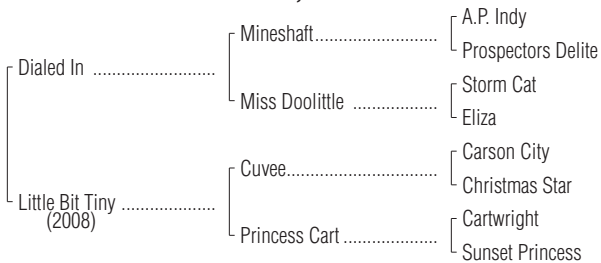 A.P. Indy
Mineshaft........................
Prospectors Delite
Dialed In ........................
Storm Cat
Miss Doolittle .................
Eliza
Carson City
Cuvee..............................
Christmas Star
Little Bit Tiny ..................
(2008)
Cartwright
Princess Cart ...................
Sunset Princess